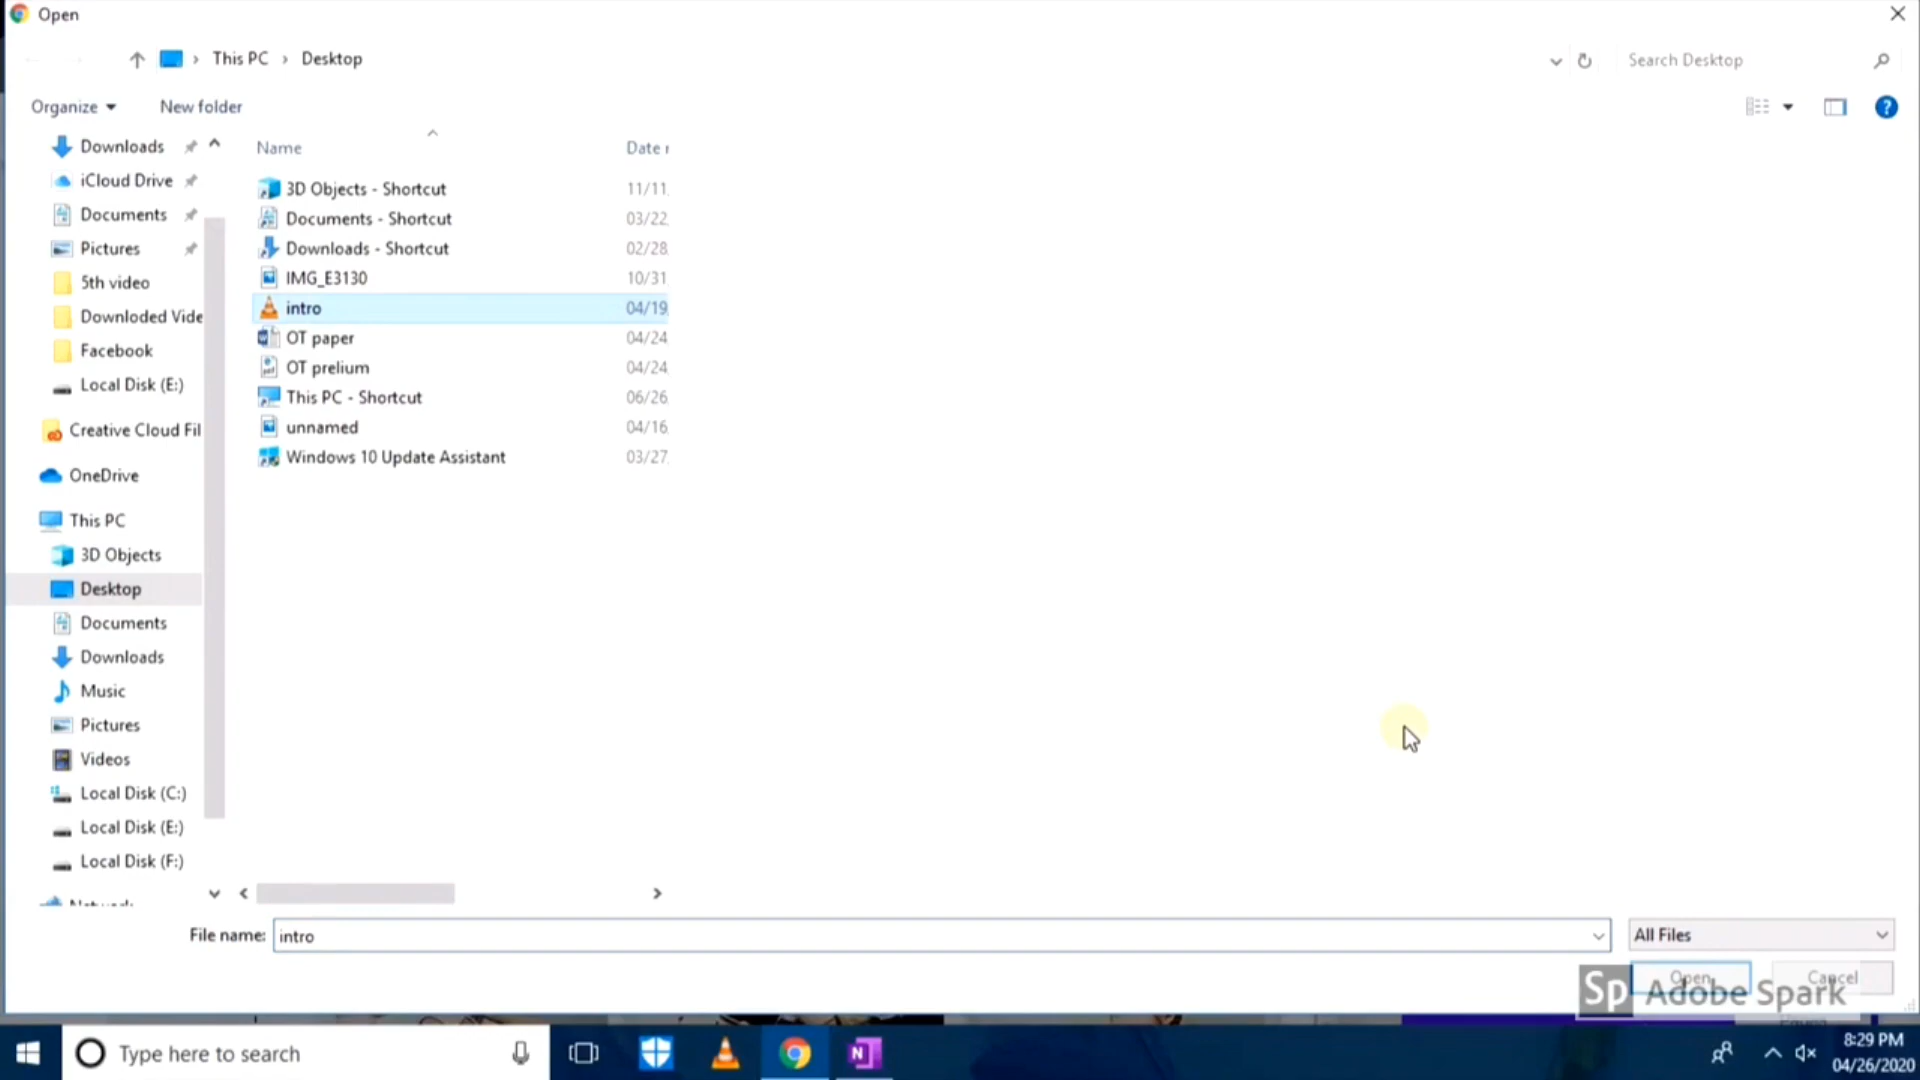 Open
This PC > Desktop
Search Desktop
Organize
New folder
Name
Date
Downloads
iCloud Drive
Documents
Pictures
5th video
Downloded Vide
Facebook
Local Disk (E:)
Creative Cloud Fil
OneDrive
This PC
3D Objects
Desktop
Documents
Downloads
Music
Pictures
Videos
Local Disk (C:)
Local Disk (E:)
Local Disk (F:)
3D Objects - Shortcut 11/11
Documents - Shortcut 03/22
Downloads - Shortcut 02/28
IMG_E3130 10/31
intro 04/19
OT paper 04/24
OT prelium 04/24
This PC - Shortcut 06/26
unnamed 04/16
Windows 10 Update Assistant 03/27
File name: intro
All Files
Open
Cancel
Sp Adobe Spark
Type here to search
8:29 PM
04/26/2020